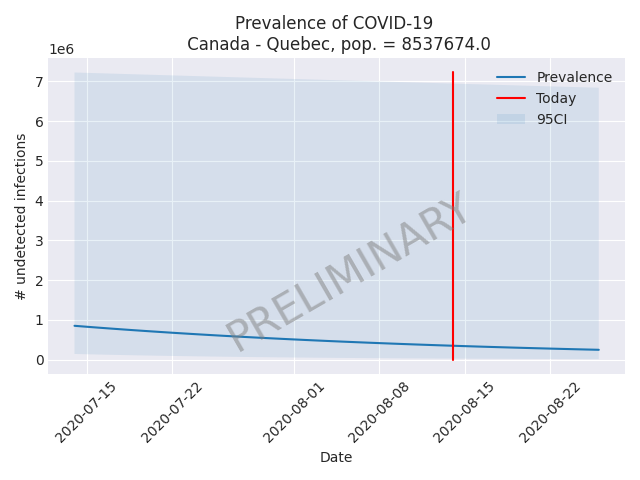 Prevalence of COVID-19
Canada - Quebec, pop. = 8537674.0
1e6
7
6
5
4
3
2
1
0
# undetected infections
Prevalence
Today
95CI
PRELIMINARY
2020-07-15
2020-07-22
2020-08-01
2020-08-08
2020-08-15
2020-08-22
Date